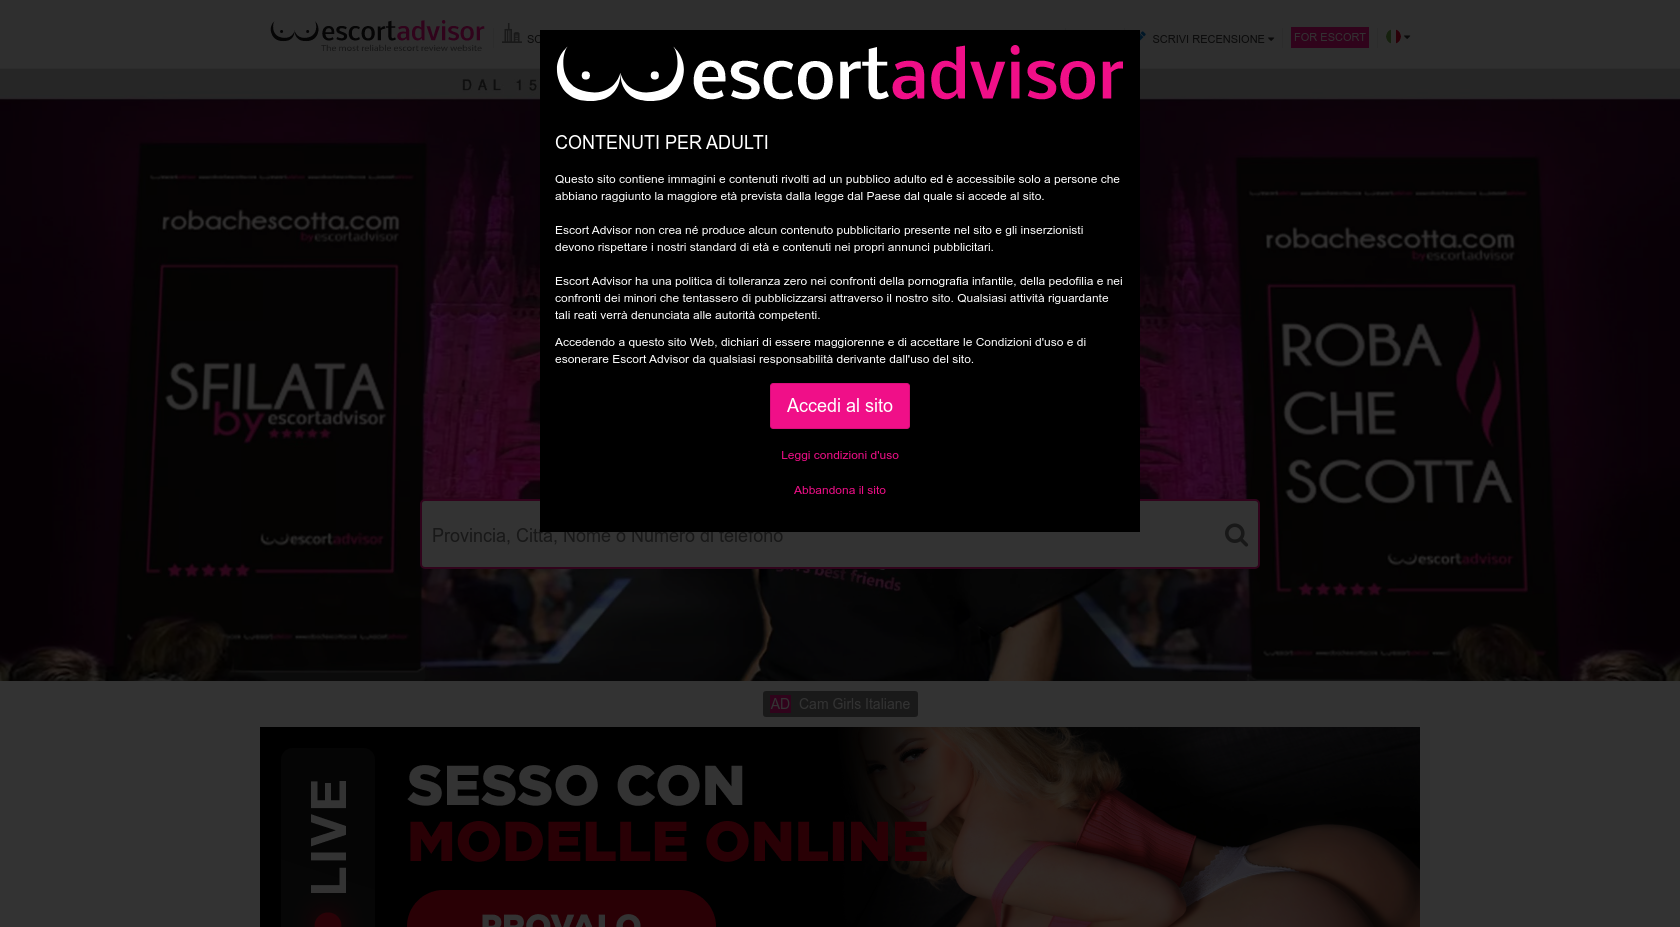 escortadvisor
The most reliable escort review website
SCRIVI RECENSIONE
FOR ESCORT
DAL 15
escortadvisor
CONTENUTI PER ADULTI
Questo sito contiene immagini e contenuti rivolti ad un pubblico adulto ed è accessibile solo a persone che
abbiano raggiunto la maggiore età prevista dalla legge dal Paese dal quale si accede al sito.
Escort Advisor non crea né produce alcun contenuto pubblicitario presente nel sito e gli inserzionisti
devono rispettare i nostri standard di età e contenuti nei propri annunci pubblicitari.
Escort Advisor ha una politica di tolleranza zero nei confronti della pornografia infantile, della pedofilia e nei
confronti dei minori che tentassero di pubblicizzarsi attraverso il nostro sito. Qualsiasi attività riguardante
tali reati verrà denunciata alle autorità competenti.
Accedendo a questo sito Web, dichiari di essere maggiorenne e di accettare le Condizioni d'uso e di
esonerare Escort Advisor da qualsiasi responsabilità derivante dall'uso del sito.
Accedi al sito
Leggi condizioni d'uso
Abbandona il sito
robachescotta.com
by escortadvisor
SFILATA
by escortadvisor
escortadvisor
robachescotta.com
by escortadvisor
ROBA
CHE
SCOTTA
escortadvisor
Provincia, Città, Nome o Numero di telefono
best friends
AD Cam Girls Italiane
LIVE
SESSO CON
MODELLE ONLINE
PROVALO